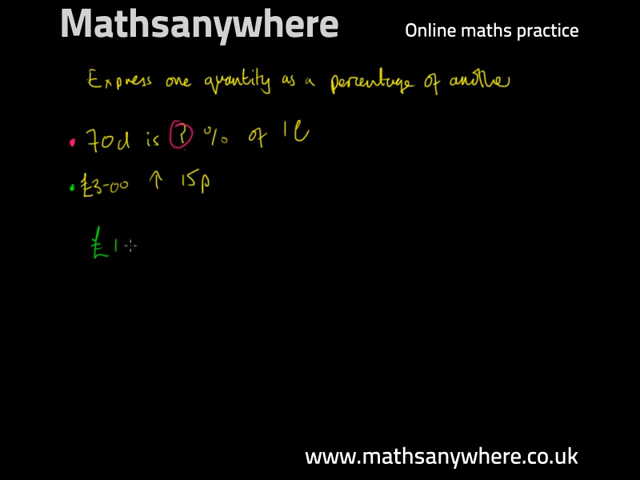 Mathsanywhere
Online maths practice
Express one quantity as a percentage of another
• 70cl is ? % of 1l
• £3-00 ↑ 15p
£1
www.mathsanywhere.co.uk